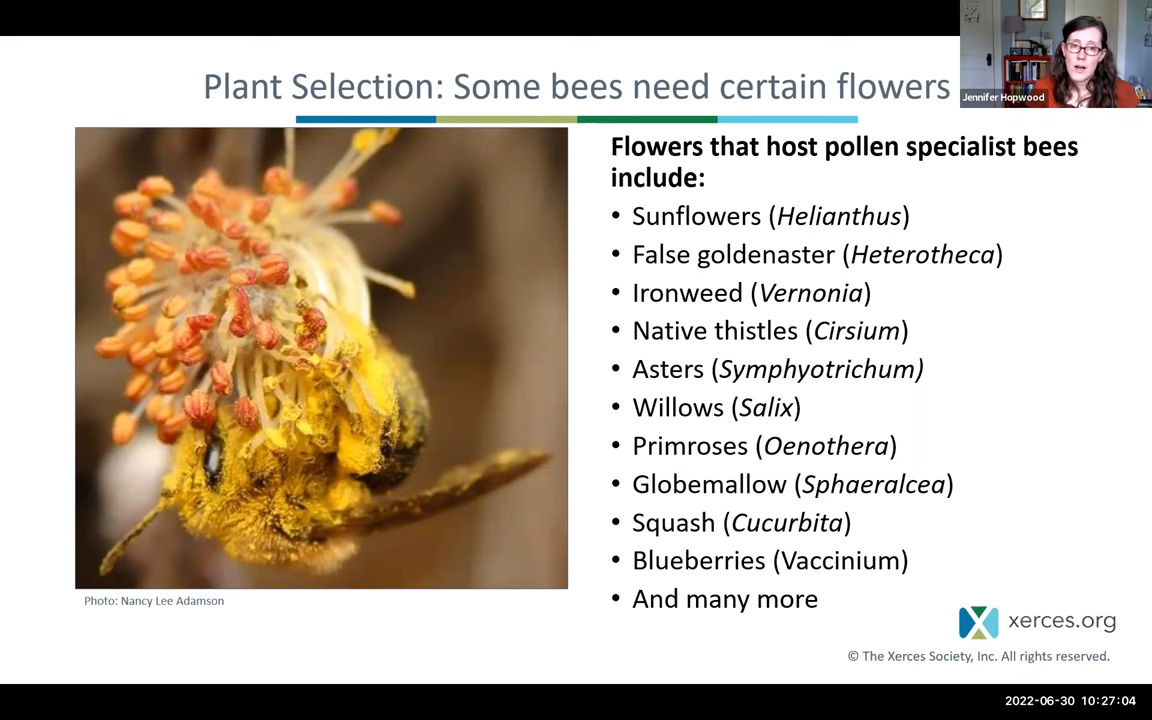 Plant Selection: Some bees need certain flowers
Jennifer Hopwood
Flowers that host pollen specialist bees
include:
• Sunflowers (Helianthus)
• False goldenaster (Heterotheca)
• Ironweed (Vernonia)
• Native thistles (Cirsium)
• Asters (Symphyotrichum)
• Willows (Salix)
• Primroses (Oenothera)
• Globemallow (Sphaeralcea)
• Squash (Cucurbita)
• Blueberries (Vaccinium)
• And many more
Photo: Nancy Lee Adamson
xerces.org
© The Xerces Society, Inc. All rights reserved.
2022-06-30 10:27:04